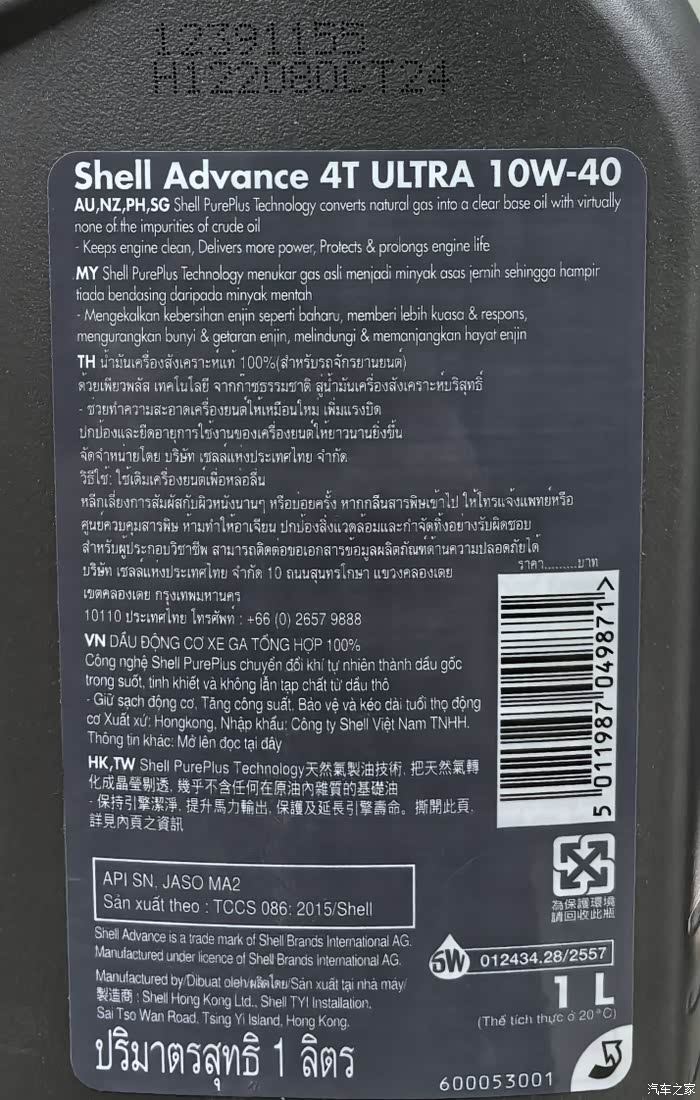 12391155
H122080CT24
Shell Advance 4T ULTRA 10W-40
AU,NZ,PH,SG Shell PurePlus Technology converts natural gas into a clear base oil with virtually
none of the impurities of crude oil
- Keeps engine clean, Delivers more power, Protects & prolongs engine life
MY Shell PurePlus Technology menukar gas asli menjadi minyak asas jernih sehingga hampir
tiada bendasing daripada minyak mentah
- Mengekalkan kebersihan enjin seperti baharu, memberi lebih kuasa & respons,
mengurangkan bunyi & getaran enjin, melindungi & memanjangkan hayat enjin
TH น้ำมันเครื่องสังเคราะห์แท้ 100%(สำหรับรถจักรยานยนต์)
ด้วยเพียวพลัส เทคโนโลยี จากก๊าซธรรมชาติ สู่น้ำมันเครื่องสังเคราะห์บริสุทธิ์
- ช่วยทำความสะอาดเครื่องยนต์ให้เหมือนใหม่ เพิ่มแรงบิด
ปกป้องและยืดอายุการใช้งานของเครื่องยนต์ให้ยาวนานยิ่งขึ้น
จัดจำหน่ายโดย บริษัท เชลล์แห่งประเทศไทย จำกัด
วิธีใช้: ใช้เติมเครื่องยนต์เพื่อหล่อลื่น
หลีกเลี่ยงการสัมผัสกับผิวหนังนานๆ หรือบ่อยครั้ง หากกลืนสารพิษเข้าไป ให้โทรแจ้งแพทย์หรือ
ศูนย์ควบคุมสารพิษ ห้ามทำให้อาเจียน ปกป้องสิ่งแวดล้อมและกำจัดทิ้งอย่างรับผิดชอบ
สำหรับผู้ประกอบวิชาชีพ สามารถติดต่อขอเอกสารข้อมูลผลิตภัณฑ์ด้านความปลอดภัยได้
ราคา.........บาท
บริษัท เชลล์แห่งประเทศไทย จำกัด 10 ถนนสุนทรโกษา แขวงคลองเตย
เขตคลองเตย กรุงเทพมหานคร
10110 ประเทศไทย โทรศัพท์ : +66 (0) 2657 9888
VN DẦU ĐỘNG CƠ XE GA TỔNG HỢP 100%
Công nghệ Shell PurePlus chuyển đổi khí tự nhiên thành dầu gốc
trong suốt, tinh khiết và không lẫn tạp chất từ dầu thô
- Giữ sạch động cơ, Tăng công suất, Bảo vệ và kéo dài tuổi thọ động
cơ Xuất xứ: Hongkong, Nhập khẩu: Công ty Shell Việt Nam TNHH.
Thông tin khác: Mở lên đọc tại đây
HK,TW Shell PurePlus Technology天然氣製油技術, 把天然氣轉
化成晶瑩剔透, 幾乎不含任何在原油內雜質的基礎油
- 保持引擎潔淨, 提升馬力輸出, 保護及延長引擎壽命。撕開此頁,
詳見內頁之資訊
5 011987 049871 >
為保護環境
請回收此瓶
API SN, JASO MA2
Sản xuất theo : TCCS 086: 2015/Shell
Shell Advance is a trade mark of Shell Brands International AG.
Manufactured under licence of Shell Brands International AG.
Manufactured by/Dibuat oleh/ผลิตโดย/Sản xuất tại nhà máy/
製造商 : Shell Hong Kong Ltd., Shell TYI Installation,
Sai Tso Wan Road, Tsing Yi Island, Hong Kong.
5W 012434.28/2557
1 L
(Thể tích thực ở 20°C)
ปริมาตรสุทธิ 1 ลิตร
600053001
汽车之家